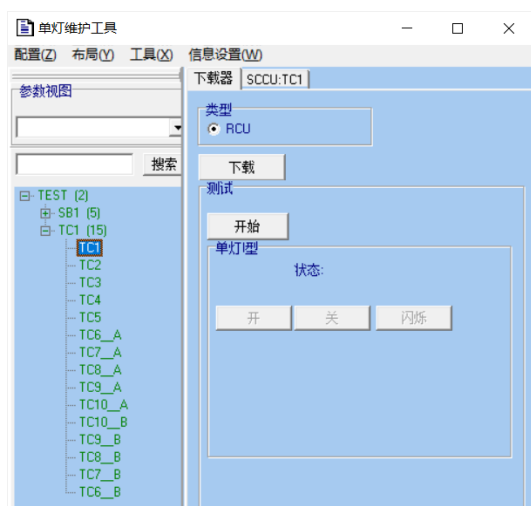 单灯维护工具
配置(Z) 布局(Y) 工具(X) 信息设置(W)
参数视图
搜索
TEST (2)
SB1 (5)
TC1 (15)
TC1
TC2
TC3
TC4
TC5
TC6__A
TC7__A
TC8__A
TC9__A
TC10__A
TC10__B
TC9__B
TC8__B
TC7__B
TC6__B
下载器 SCCU:TC1
类型
RCU
下载
测试
开始
单灯I型
状态:
开 关 闪烁